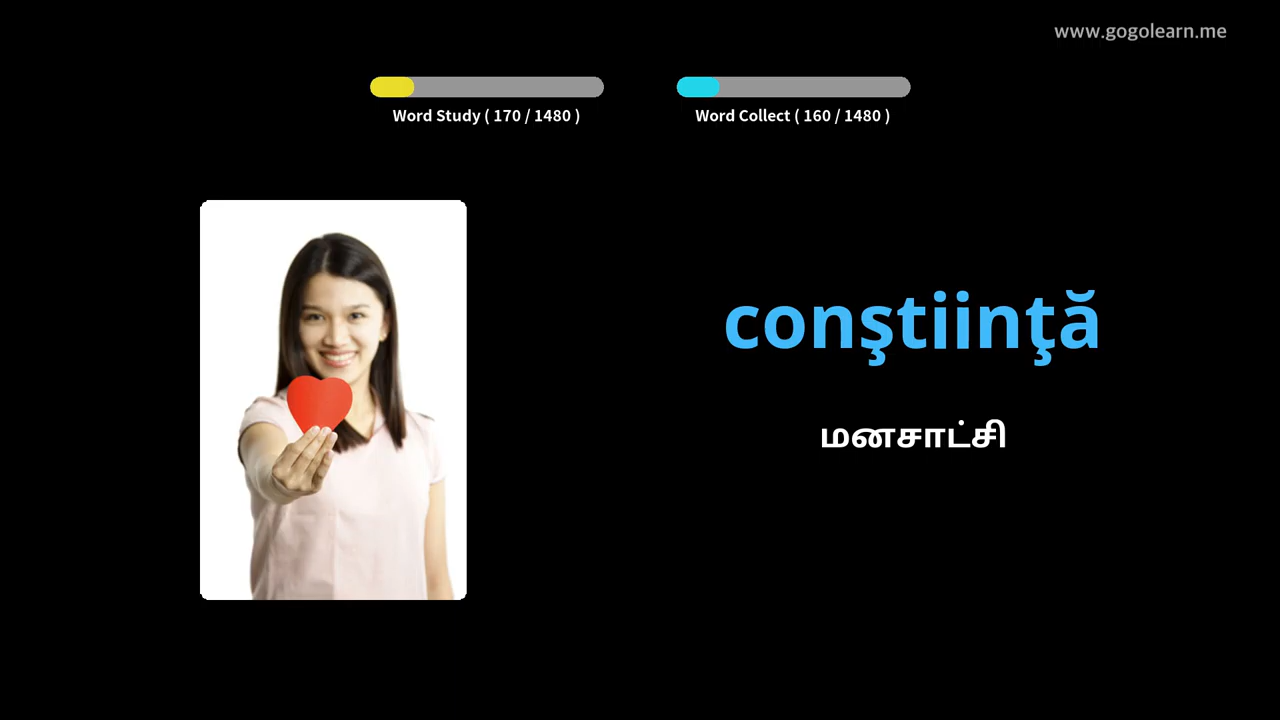 www.gogolearn.me
Word Study ( 170 / 1480 )
Word Collect ( 160 / 1480 )
conştiinţă
மனசாட்சி